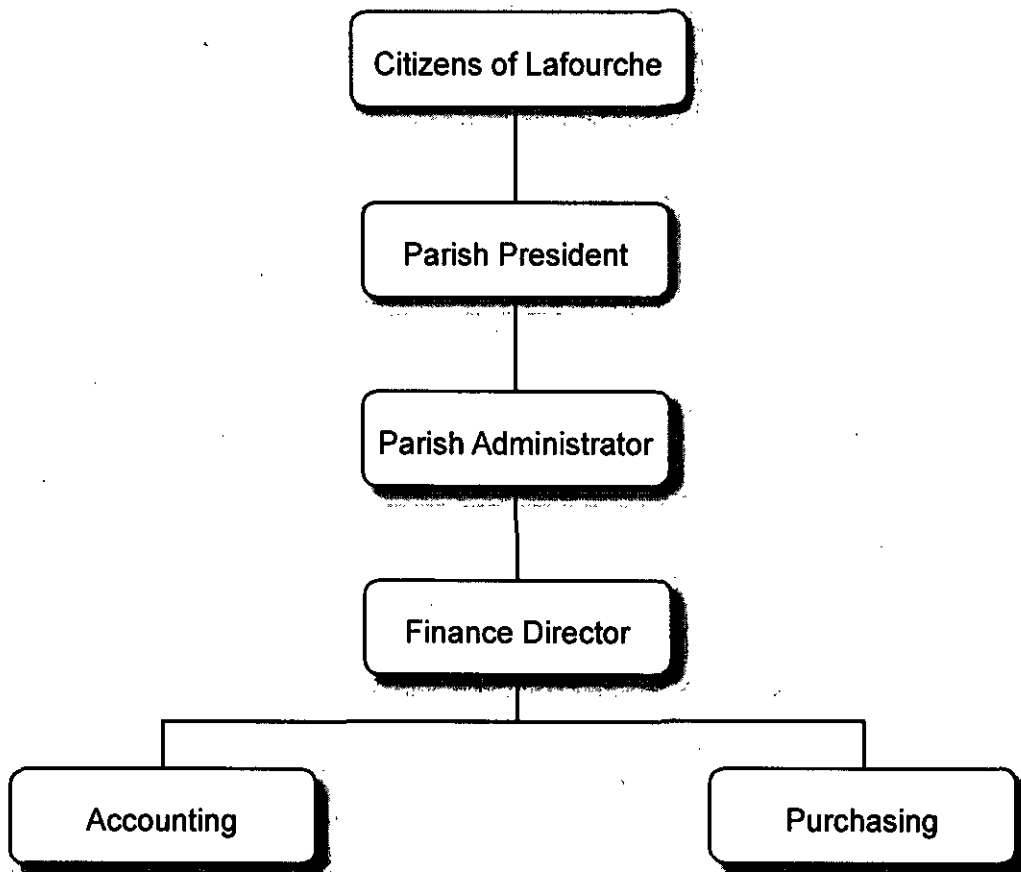 Citizens of Lafourche
Parish President
Parish Administrator
Finance Director
Accounting
Purchasing